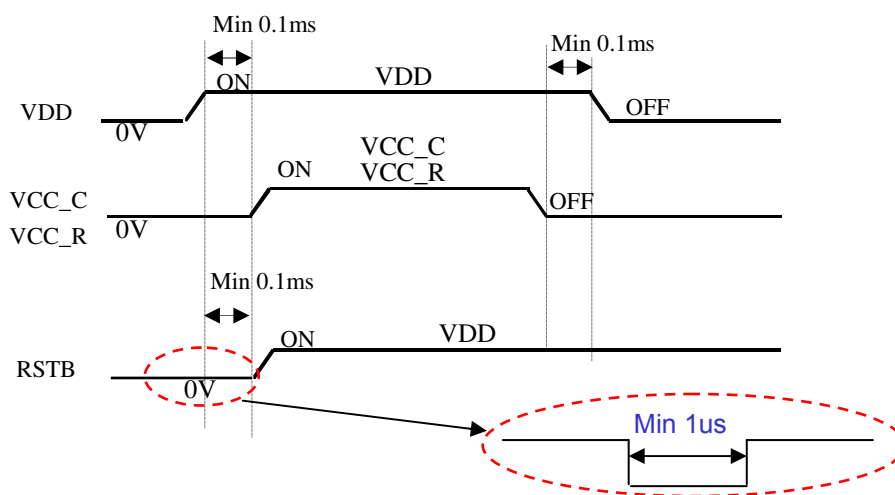 Min 0.1ms
Min 0.1ms
ON
VDD
VDD
OFF
0V
VCC_C
ON
VCC_R
VCC_C
OFF
VCC_R
0V
Min 0.1ms
ON
VDD
RSTB
0V
Min 1us